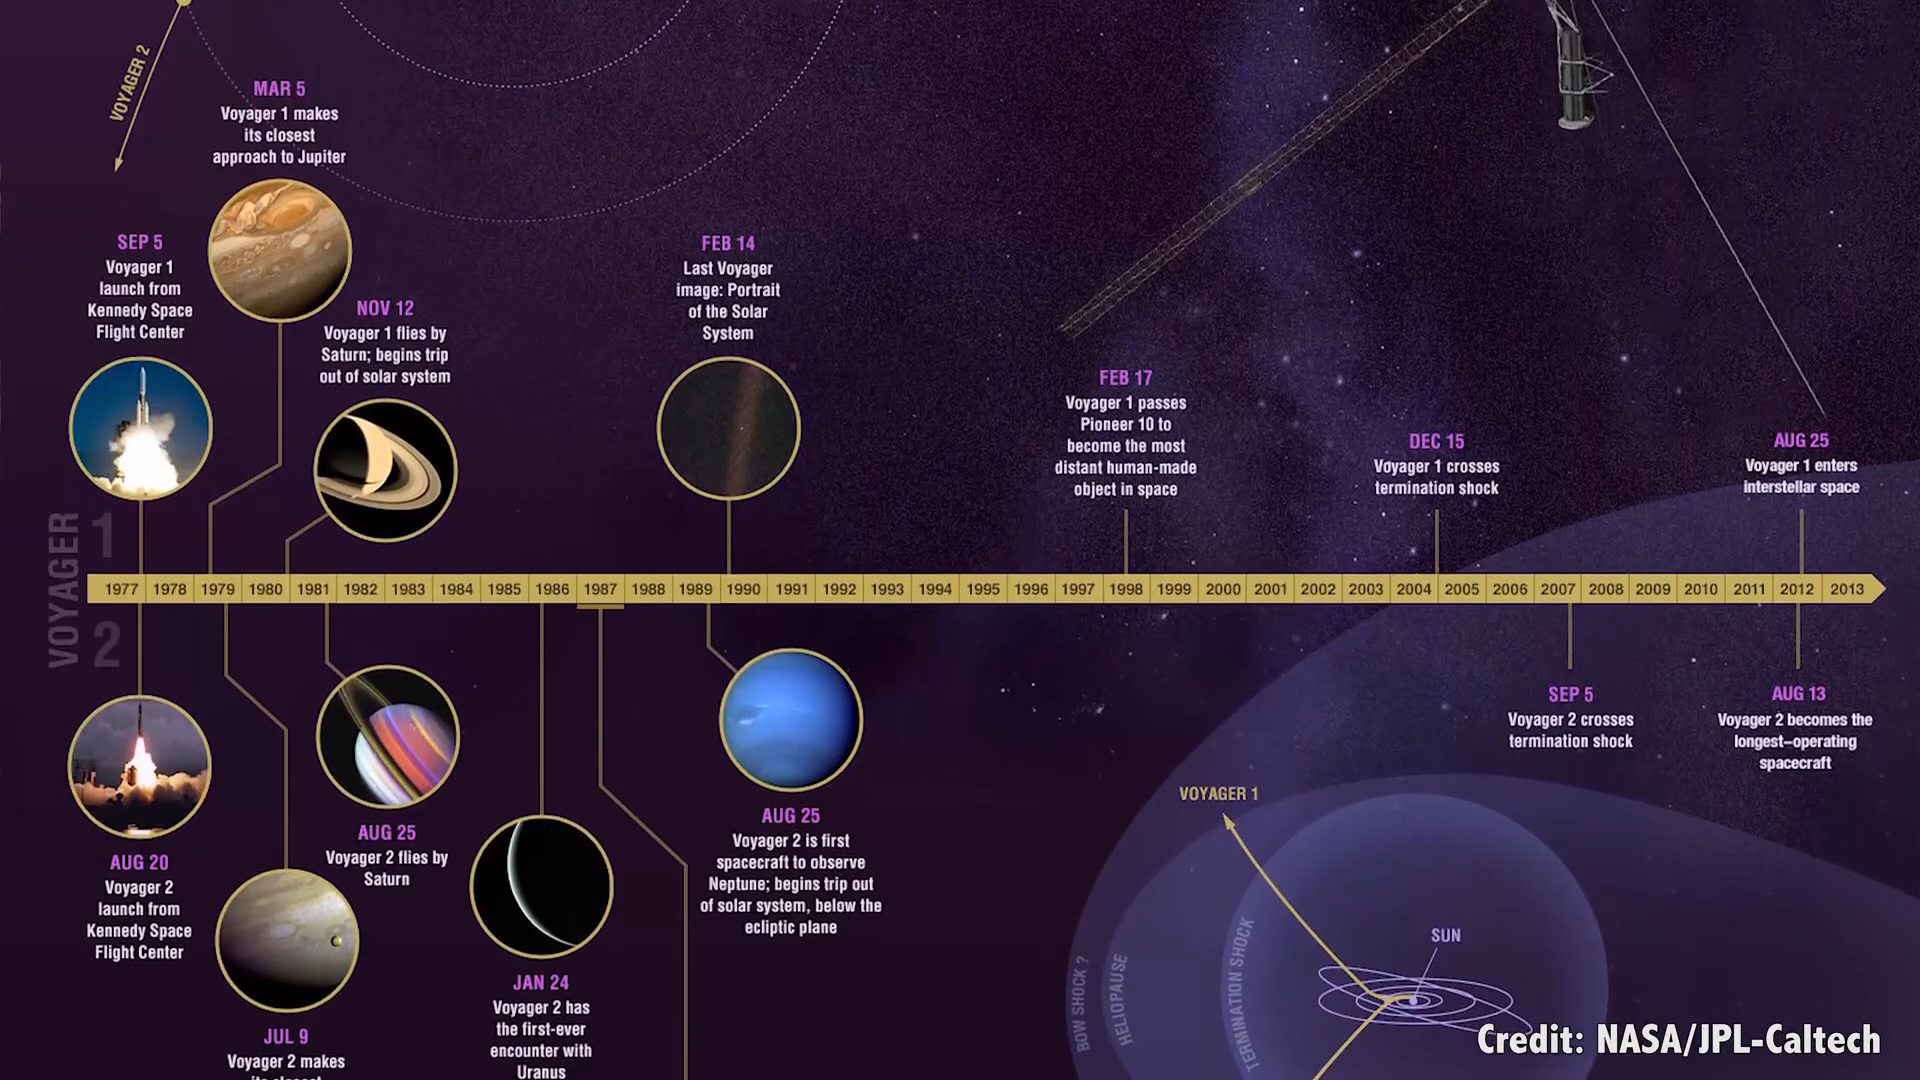 VOYAGER 2
MAR 5
Voyager 1 makes
its closest
approach to Jupiter
SEP 5
Voyager 1
launch from
Kennedy Space
Flight Center
NOV 12
Voyager 1 flies by
Saturn; begins trip
out of solar system
FEB 14
Last Voyager
image: Portrait
of the Solar
System
FEB 17
Voyager 1 passes
Pioneer 10 to
become the most
distant human-made
object in space
DEC 15
Voyager 1 crosses
termination shock
AUG 25
Voyager 1 enters
interstellar space
VOYAGER
1
2
1977 1978 1979 1980 1981 1982 1983 1984 1985 1986 1987 1988 1989 1990 1991 1992 1993 1994 1995 1996 1997 1998 1999 2000 2001 2002 2003 2004 2005 2006 2007 2008 2009 2010 2011 2012 2013
AUG 20
Voyager 2
launch from
Kennedy Space
Flight Center
JUL 9
Voyager 2 makes
its closest
AUG 25
Voyager 2 flies by
Saturn
JAN 24
Voyager 2 has
the first-ever
encounter with
Uranus
AUG 25
Voyager 2 is first
spacecraft to observe
Neptune; begins trip out
of solar system, below the
ecliptic plane
SEP 5
Voyager 2 crosses
termination shock
AUG 13
Voyager 2 becomes the
longest–operating
spacecraft
VOYAGER 1
SUN
BOW SHOCK ?
HELIOPAUSE
TERMINATION SHOCK
Credit: NASA/JPL-Caltech